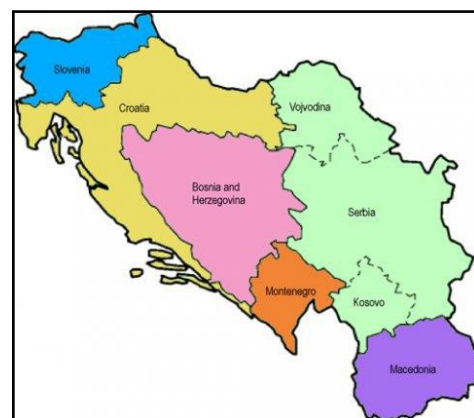 Slovenia
Croatia
Vojvodina
Bosnia and
Herzegovina
Serbia
Montenegro
Kosovo
Macedonia